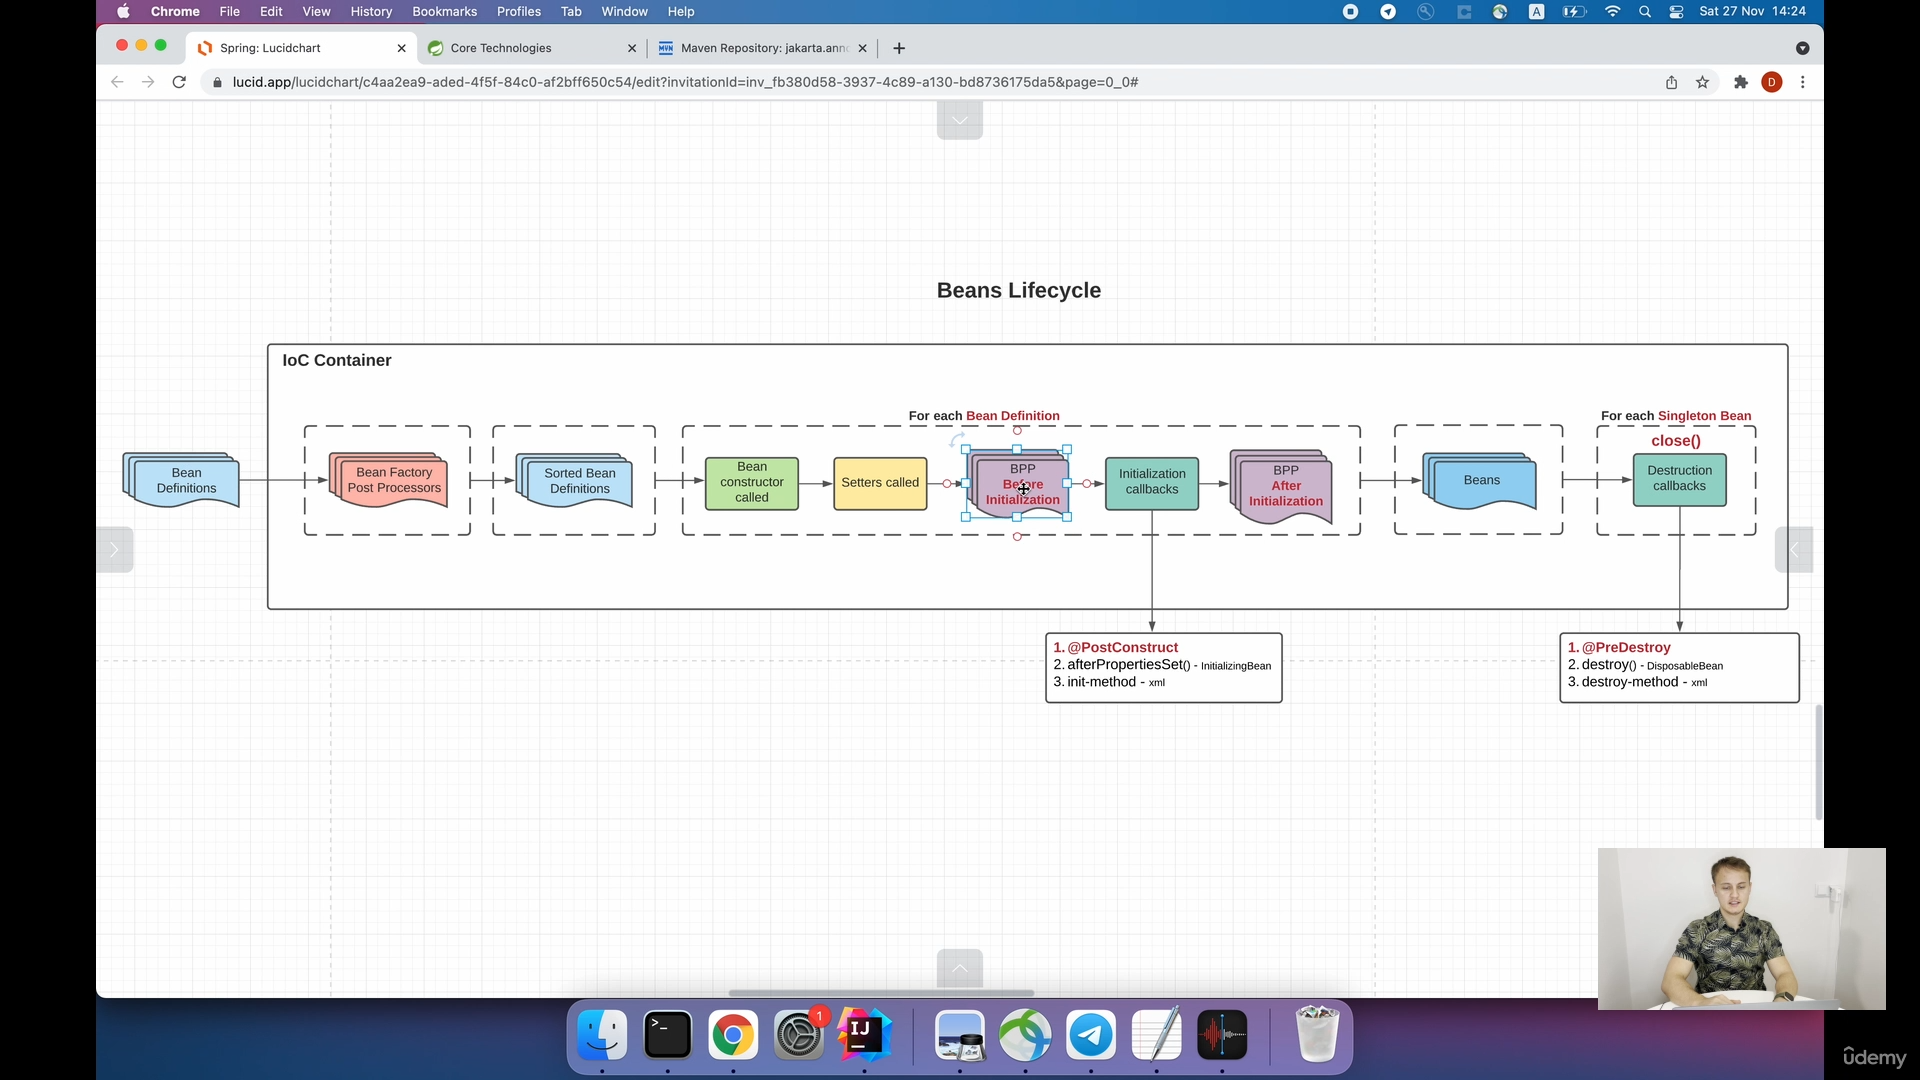 Chrome File Edit View History Bookmarks Profiles Tab Window Help
A
Sat 27 Nov 14:24
Spring: Lucidchart
Core Technologies
MVN Maven Repository: jakarta.anno
lucid.app/lucidchart/c4aa2ea9-aded-4f5f-84c0-af2bff650c54/edit?invitationId=inv_fb380d58-3937-4c89-a130-bd8736175da5&page=0_0#
D
Beans Lifecycle
IoC Container
For each Bean Definition
For each Singleton Bean
close()
Bean
Definitions
Bean Factory
Post Processors
Sorted Bean
Definitions
Bean
constructor
called
Setters called
BPP
Before
Initialization
Initialization
callbacks
BPP
After
Initialization
Beans
Destruction
callbacks
1. @PostConstruct
2. afterPropertiesSet() - InitializingBean
3. init-method - xml
1. @PreDestroy
2. destroy() - DisposableBean
3. destroy-method - xml
>_
1
IJ
ûdemy